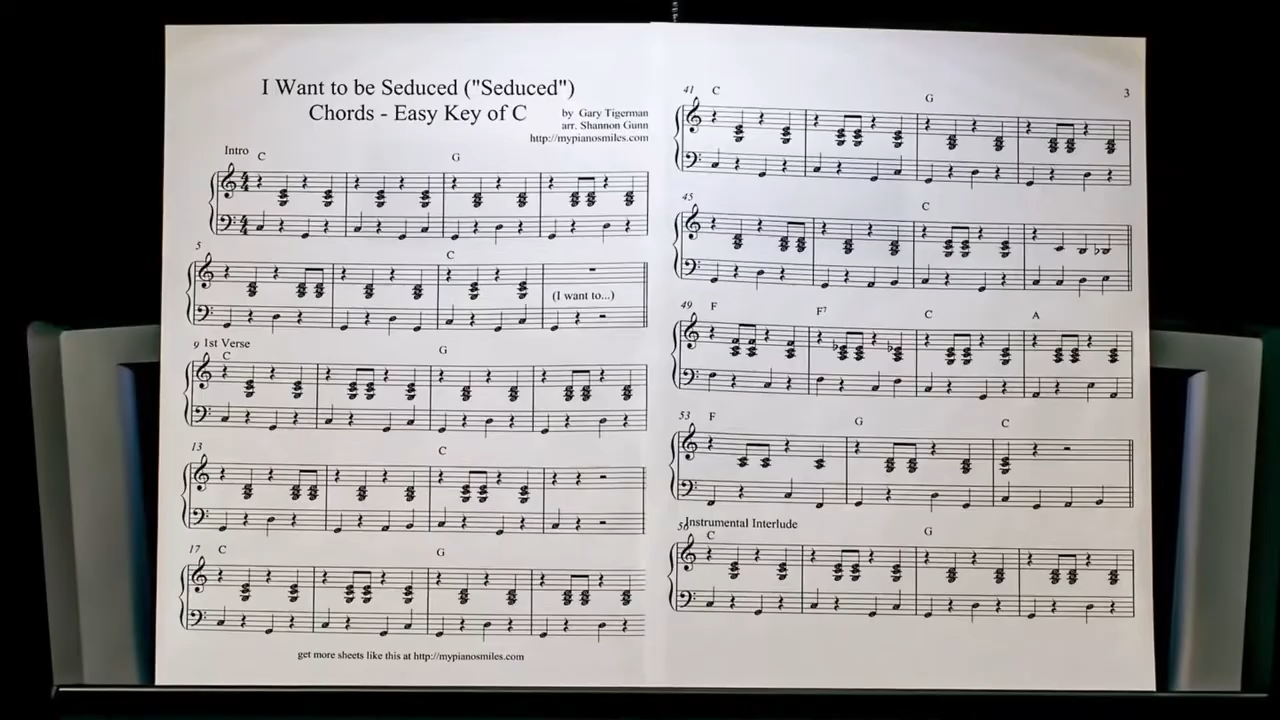 I Want to be Seduced ("Seduced")
Chords - Easy Key of C
by Gary Tigerman
arr. Shannon Gunn
http://mypianosmiles.com
Intro
C
G
5
C
(I want to...)
9 1st Verse
C
G
13
C
17
C
G
get more sheets like this at http://mypianosmiles.com
3
41
C
G
45
C
49
F
F7
C
A
53
F
G
C
56
Instrumental Interlude
C
G